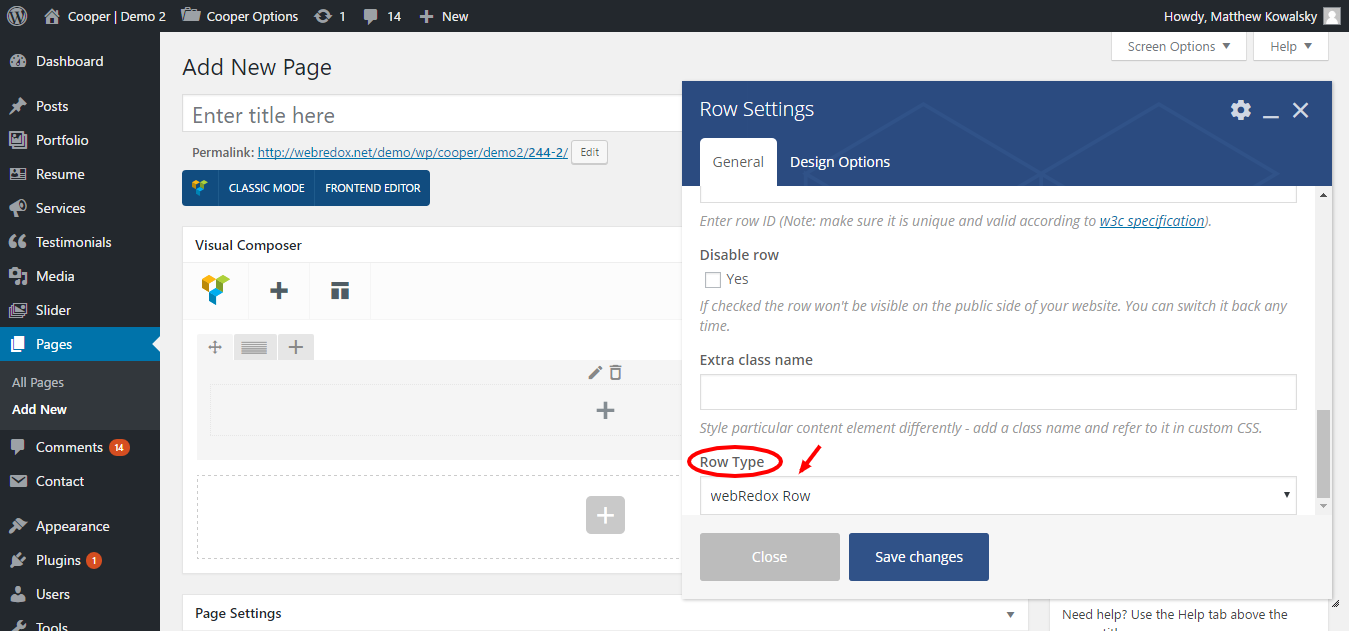 Cooper | Demo 2
Cooper Options
1
14
New
Howdy, Matthew Kowalsky
Dashboard
Posts
Portfolio
Resume
Services
Testimonials
Media
Slider
Pages
All Pages
Add New
Comments 14
Contact
Appearance
Plugins 1
Users
Tools
Screen Options
Help
Add New Page
Enter title here
Permalink: http://webredox.net/demo/wp/cooper/demo2/244-2/ Edit
CLASSIC MODE
FRONTEND EDITOR
Visual Composer
Page Settings
Row Settings
General
Design Options
Enter row ID (Note: make sure it is unique and valid according to w3c specification).
Disable row
Yes
If checked the row won't be visible on the public side of your website. You can switch it back any
time.
Extra class name
Style particular content element differently - add a class name and refer to it in custom CSS.
Row Type
webRedox Row
Close
Save changes
Need help? Use the Help tab above the